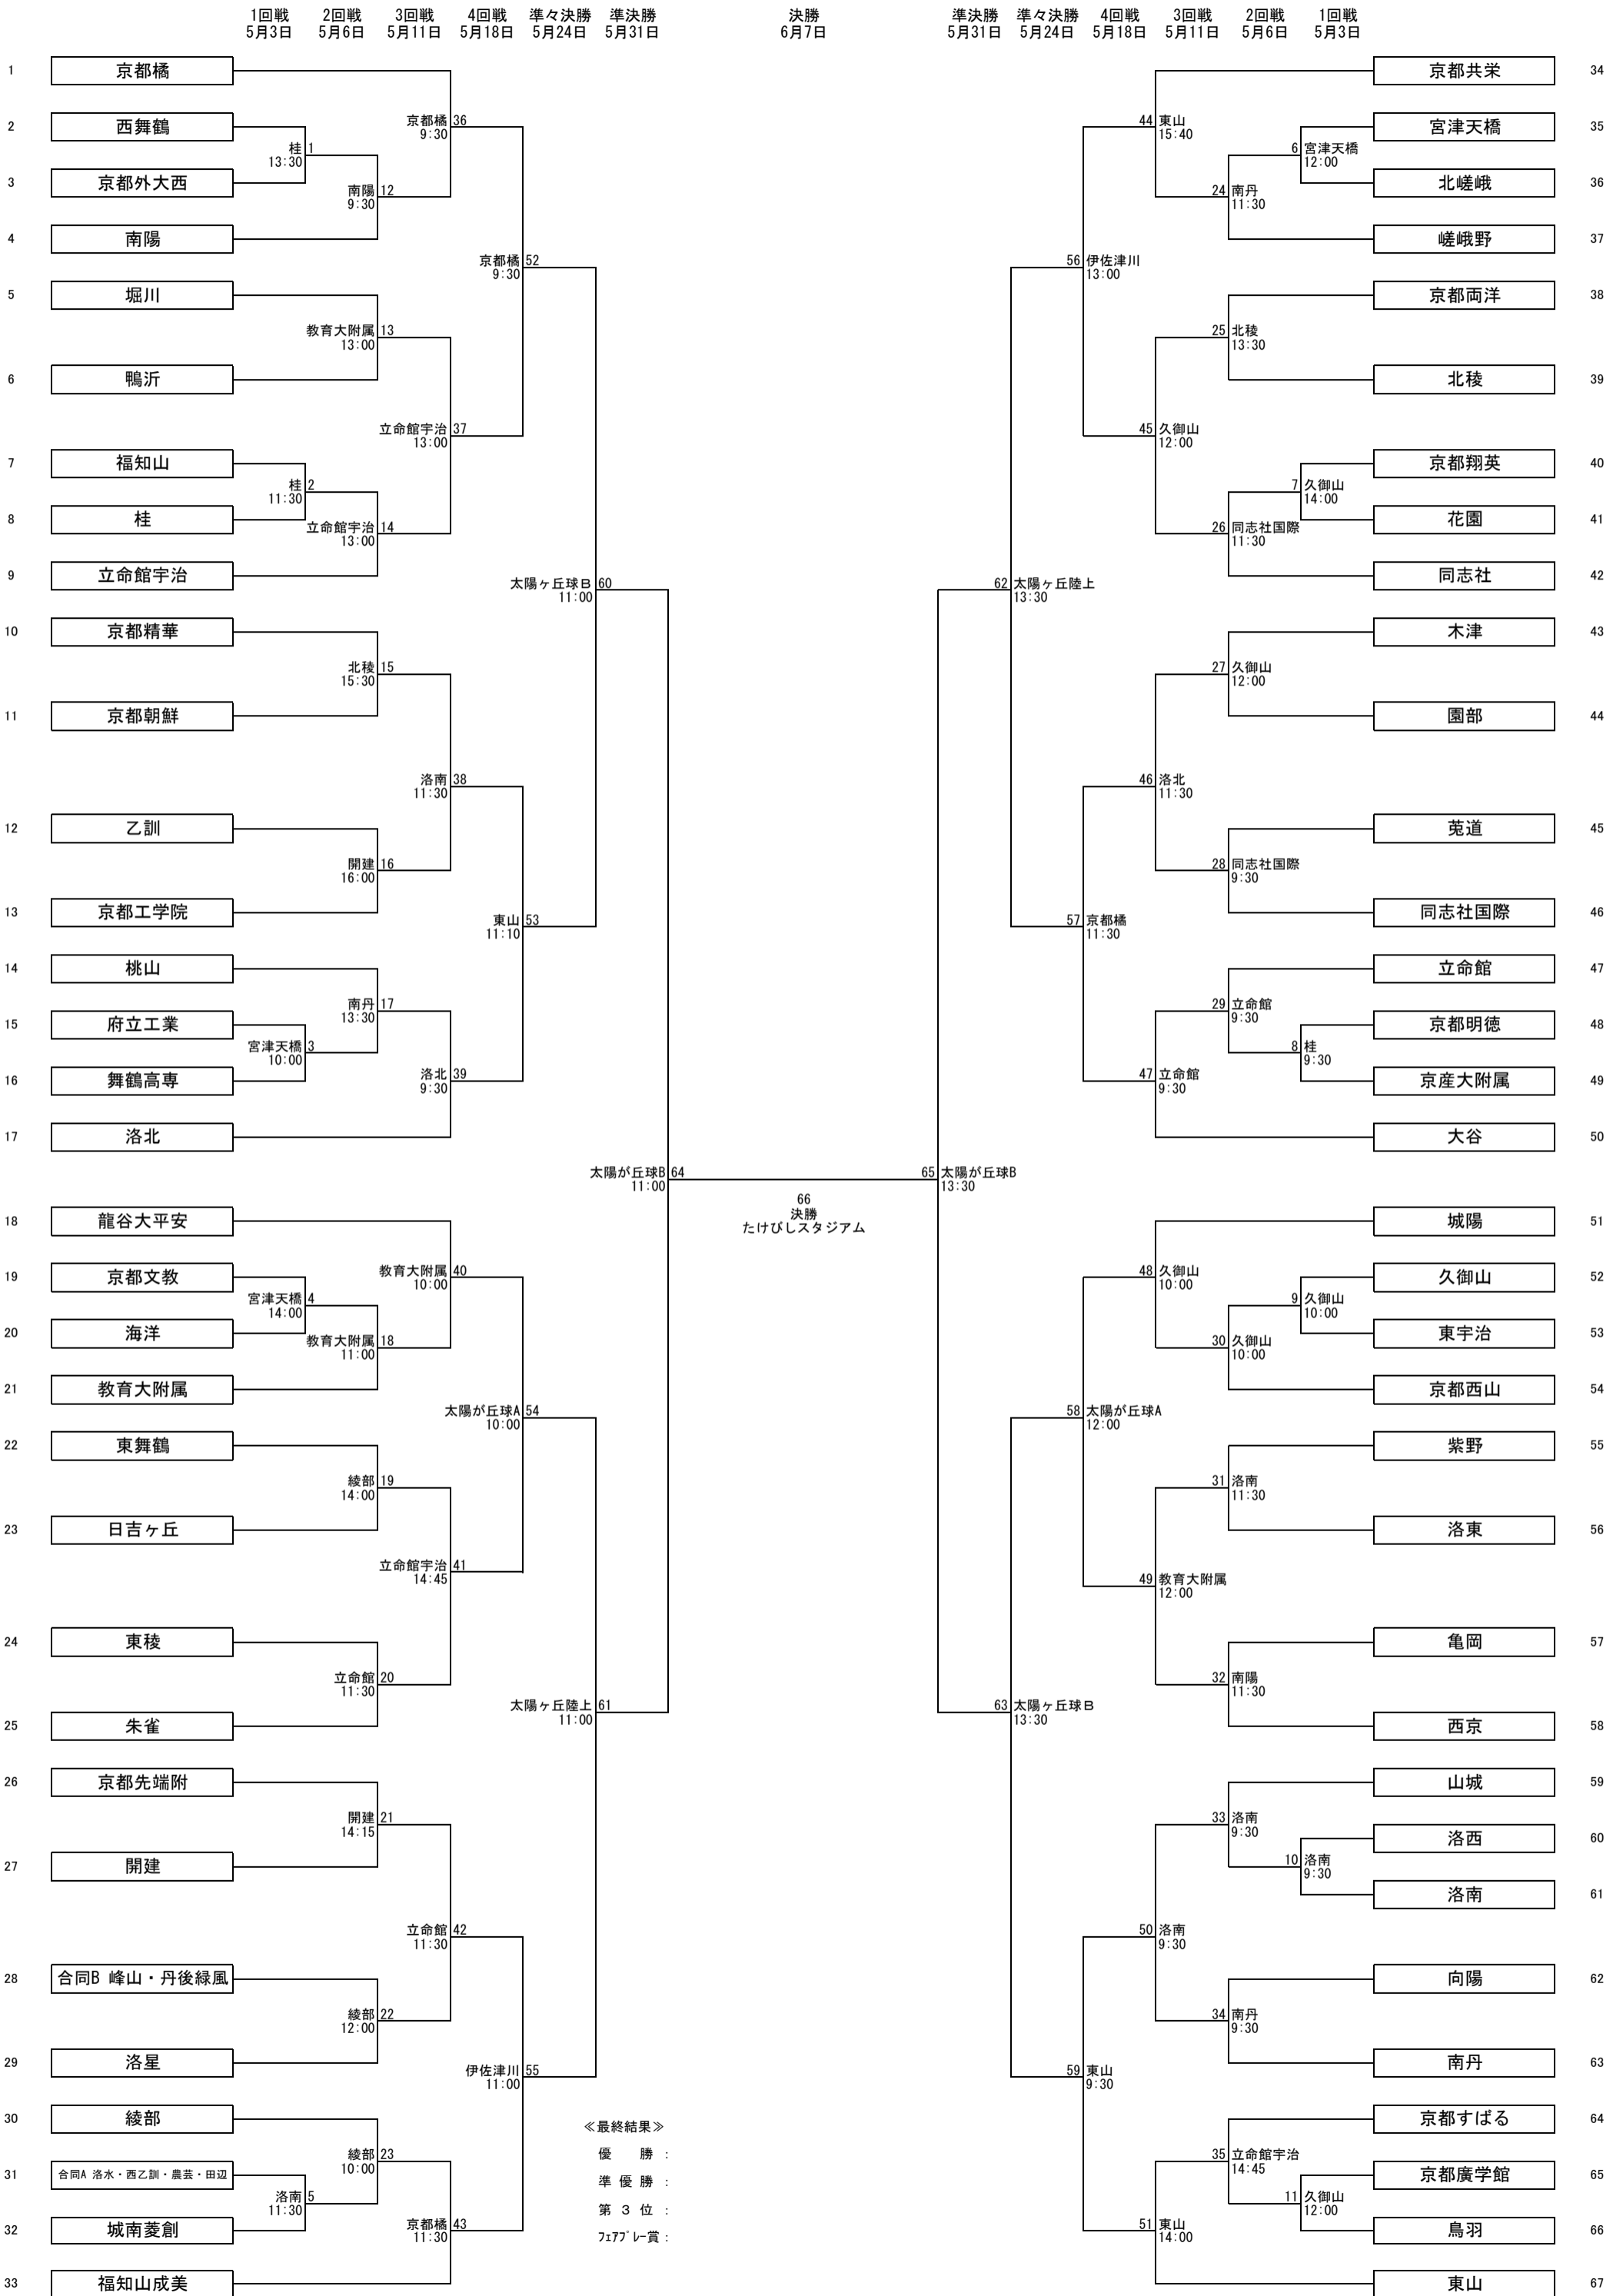 1回戦 2回戦 3回戦 4回戦 準々決勝 準決勝 決勝 準決勝 準々決勝 4回戦 3回戦 2回戦 1回戦
5月3日 5月6日 5月11日 5月18日 5月24日 5月31日 6月7日 5月31日 5月24日 5月18日 5月11日 5月6日 5月3日
1 京都橘
京都橘 36
9:30
2 西舞鶴
桂 1
13:30
3 京都外大西
南陽 12
9:30
4 南陽
京都橘 52
9:30
5 堀川
教育大附属 13
13:00
6 鴨沂
立命館宇治 37
13:00
7 福知山
桂 2
11:30
8 桂
立命館宇治 14
13:00
9 立命館宇治
太陽ヶ丘球B 60
11:00
10 京都精華
北稜 15
15:30
11 京都朝鮮
洛南 38
11:30
12 乙訓
開建 16
16:00
13 京都工学院
東山 53
11:10
14 桃山
南丹 17
13:30
15 府立工業
宮津天橋 3
10:00
16 舞鶴高専
洛北 39
9:30
17 洛北
太陽が丘球B 64
11:00
18 龍谷大平安
教育大附属 40
10:00
19 京都文教
宮津天橋 4
14:00
20 海洋
教育大附属 18
11:00
21 教育大附属
太陽が丘球A 54
10:00
22 東舞鶴
綾部 19
14:00
23 日吉ヶ丘
立命館宇治 41
14:45
24 東稜
立命館 20
11:30
25 朱雀
太陽ヶ丘陸上 61
11:00
26 京都先端附
開建 21
14:15
27 開建
立命館 42
11:30
28 合同B 峰山・丹後緑風
綾部 22
12:00
29 洛星
伊佐津川 55
11:00
30 綾部
綾部 23
10:00
31 合同A 洛水・西乙訓・農芸・田辺
洛南 5
11:30
32 城南菱創
京都橘 43
11:30
33 福知山成美
66
決勝
たけびしスタジアム
≪最終結果≫
優　勝 :
準優勝 :
第３位 :
ﾌｪｱﾌﾟﾚｰ賞 :
京都共栄 34
44 東山
15:40
宮津天橋 35
6 宮津天橋
12:00
北嵯峨 36
24 南丹
11:30
嵯峨野 37
56 伊佐津川
13:00
京都両洋 38
25 北稜
13:30
北稜 39
45 久御山
12:00
京都翔英 40
7 久御山
14:00
花園 41
26 同志社国際
11:30
同志社 42
62 太陽ヶ丘陸上
13:30
木津 43
27 久御山
12:00
園部 44
46 洛北
11:30
莵道 45
28 同志社国際
9:30
同志社国際 46
57 京都橘
11:30
立命館 47
29 立命館
9:30
京都明徳 48
8 桂
9:30
京産大附属 49
47 立命館
9:30
大谷 50
65 太陽が丘球B
13:30
城陽 51
48 久御山
10:00
久御山 52
9 久御山
10:00
東宇治 53
30 久御山
10:00
京都西山 54
58 太陽が丘球A
12:00
紫野 55
31 洛南
11:30
洛東 56
49 教育大附属
12:00
亀岡 57
32 南陽
11:30
西京 58
63 太陽ヶ丘球B
13:30
山城 59
33 洛南
9:30
洛西 60
10 洛南
9:30
洛南 61
50 洛南
9:30
向陽 62
34 南丹
9:30
南丹 63
59 東山
9:30
京都すばる 64
35 立命館宇治
14:45
京都廣学館 65
11 久御山
12:00
鳥羽 66
51 東山
14:00
東山 67